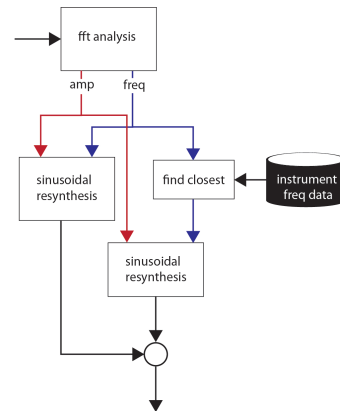 fft analysis
amp
freq
sinusoidal
resynthesis
find closest
instrument
freq data
sinusoidal
resynthesis